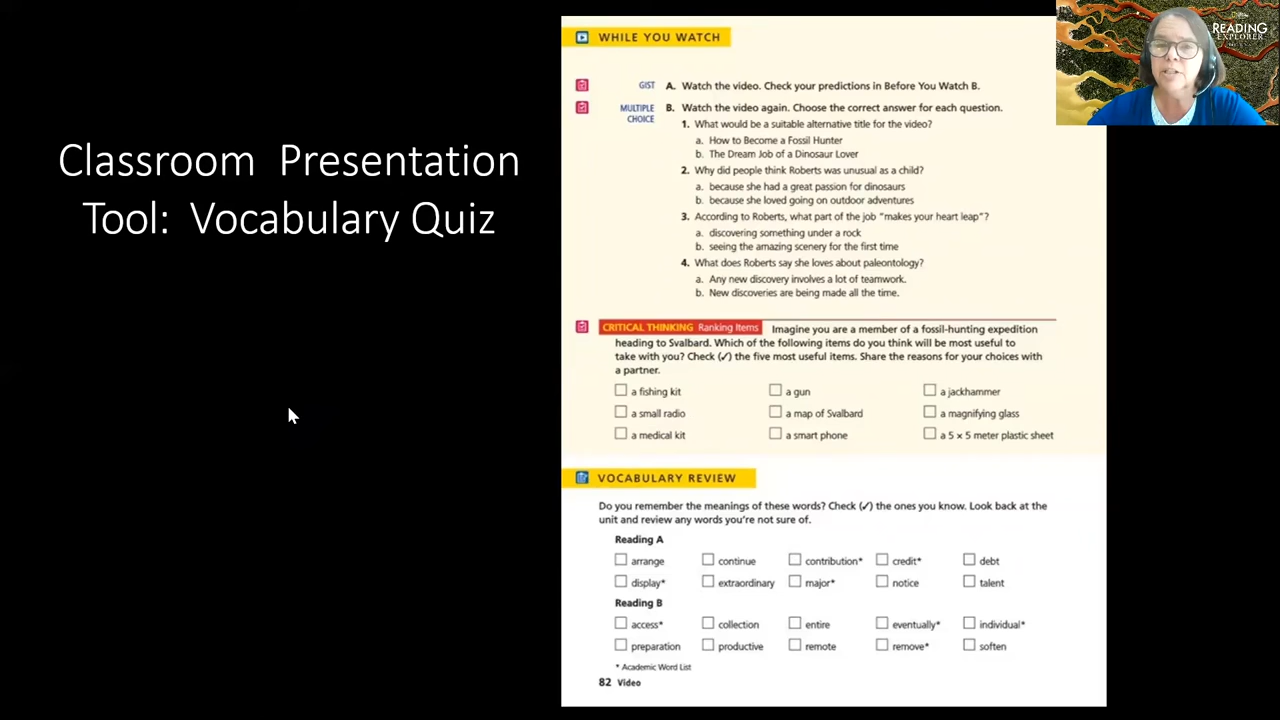 Classroom Presentation
Tool: Vocabulary Quiz
WHILE YOU WATCH
GIST A. Watch the video. Check your predictions in Before You Watch B.
MULTIPLE CHOICE B. Watch the video again. Choose the correct answer for each question.
1. What would be a suitable alternative title for the video?
a. How to Become a Fossil Hunter
b. The Dream Job of a Dinosaur Lover
2. Why did people think Roberts was unusual as a child?
a. because she had a great passion for dinosaurs
b. because she loved going on outdoor adventures
3. According to Roberts, what part of the job “makes your heart leap”?
a. discovering something under a rock
b. seeing the amazing scenery for the first time
4. What does Roberts say she loves about paleontology?
a. Any new discovery involves a lot of teamwork.
b. New discoveries are being made all the time.
CRITICAL THINKING Ranking Items Imagine you are a member of a fossil-hunting expedition
heading to Svalbard. Which of the following items do you think will be most useful to
take with you? Check (✓) the five most useful items. Share the reasons for your choices with
a partner.
a fishing kit a gun a jackhammer
a small radio a map of Svalbard a magnifying glass
a medical kit a smart phone a 5 × 5 meter plastic sheet
VOCABULARY REVIEW
Do you remember the meanings of these words? Check (✓) the ones you know. Look back at the
unit and review any words you’re not sure of.
Reading A
arrange continue contribution* credit* debt
display* extraordinary major* notice talent
Reading B
access* collection entire eventually* individual*
preparation productive remote remove* soften
* Academic Word List
82 Video
READING
EXPLORER